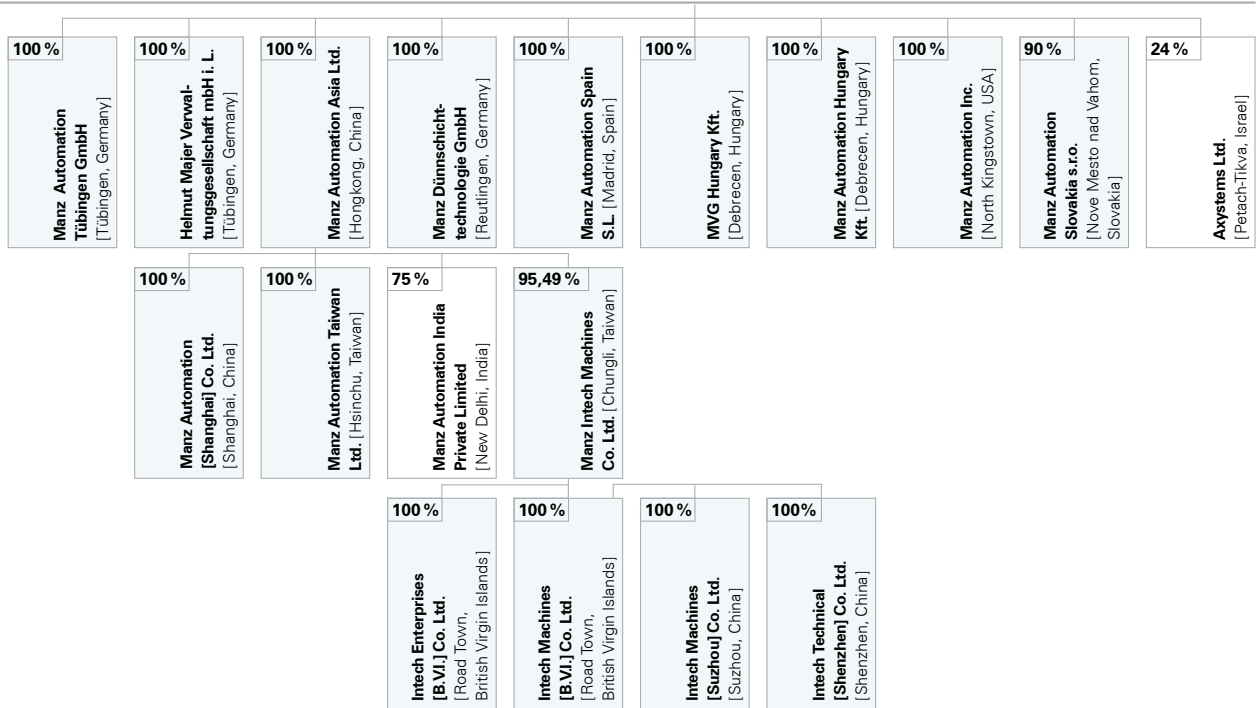 100 %
Manz Automation
Tübingen GmbH
[Tübingen, Germany]
100 %
Helmut Majer Verwal-
tungsgesellschaft mbH i. L.
[Tübingen, Germany]
100 %
Manz Automation Asia Ltd.
[Hongkong, China]
100 %
Manz Dünnschicht-
technologie GmbH
[Reutlingen, Germany]
100 %
Manz Automation Spain
S.L. [Madrid, Spain]
100 %
MVG Hungary Kft.
[Debrecen, Hungary]
100 %
Manz Automation Hungary
Kft. [Debrecen, Hungary]
100 %
Manz Automation Inc.
[North Kingstown, USA]
90 %
Manz Automation
Slovakia s.r.o.
[Nove Mesto nad Vahom,
Slovakia]
24 %
Axystems Ltd.
[Petach-Tikva, Israel]
100 %
Manz Automation
[Shanghai] Co. Ltd.
[Shanghai, China]
100 %
Manz Automation Taiwan
Ltd. [Hsinchu, Taiwan]
75 %
Manz Automation India
Private Limited
[New Delhi, India]
95,49 %
Manz Intech Machines
Co. Ltd. [Chungli, Taiwan]
100 %
Intech Enterprises
[B.V.I.] Co. Ltd.
[Road Town,
British Virgin Islands]
100 %
Intech Machines
[B.V.I.] Co. Ltd.
[Road Town,
British Virgin Islands]
100 %
Intech Machines
[Suzhou] Co. Ltd.
[Suzhou, China]
100%
Intech Technical
[Shenzhen] Co. Ltd.
[Shenzhen, China]